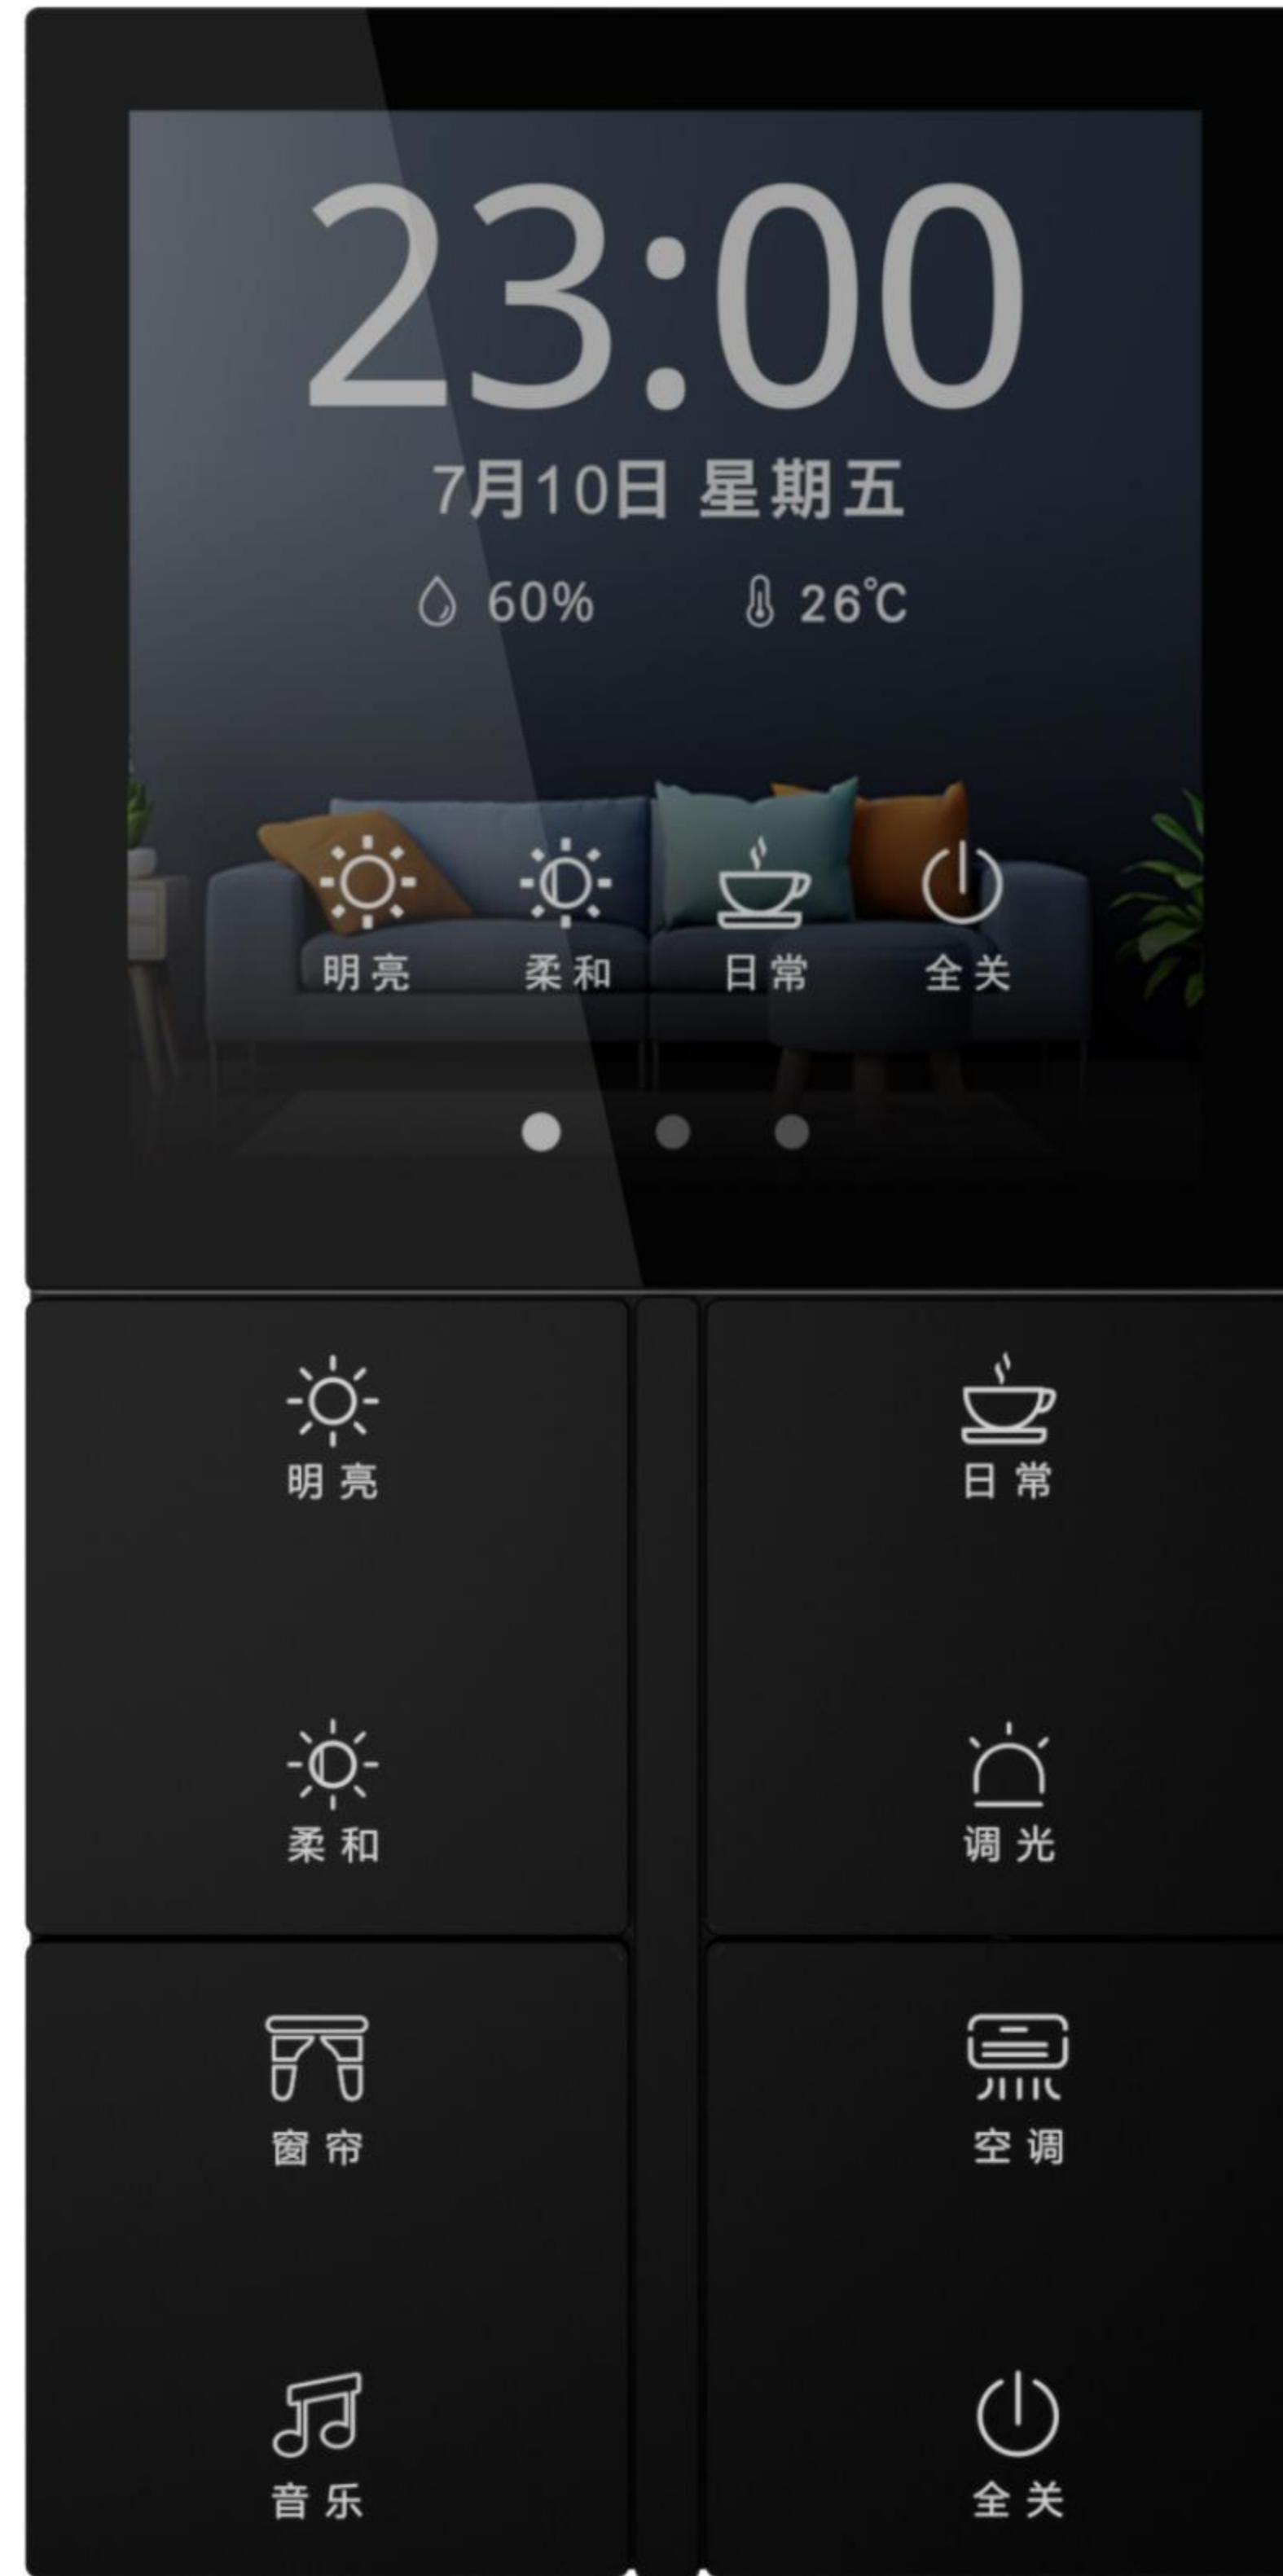 23:00
7月10日 星期五
60% 26℃
明亮 柔和 日常 全关
明亮 日常
柔和 调光
窗帘 空调
音乐 全关